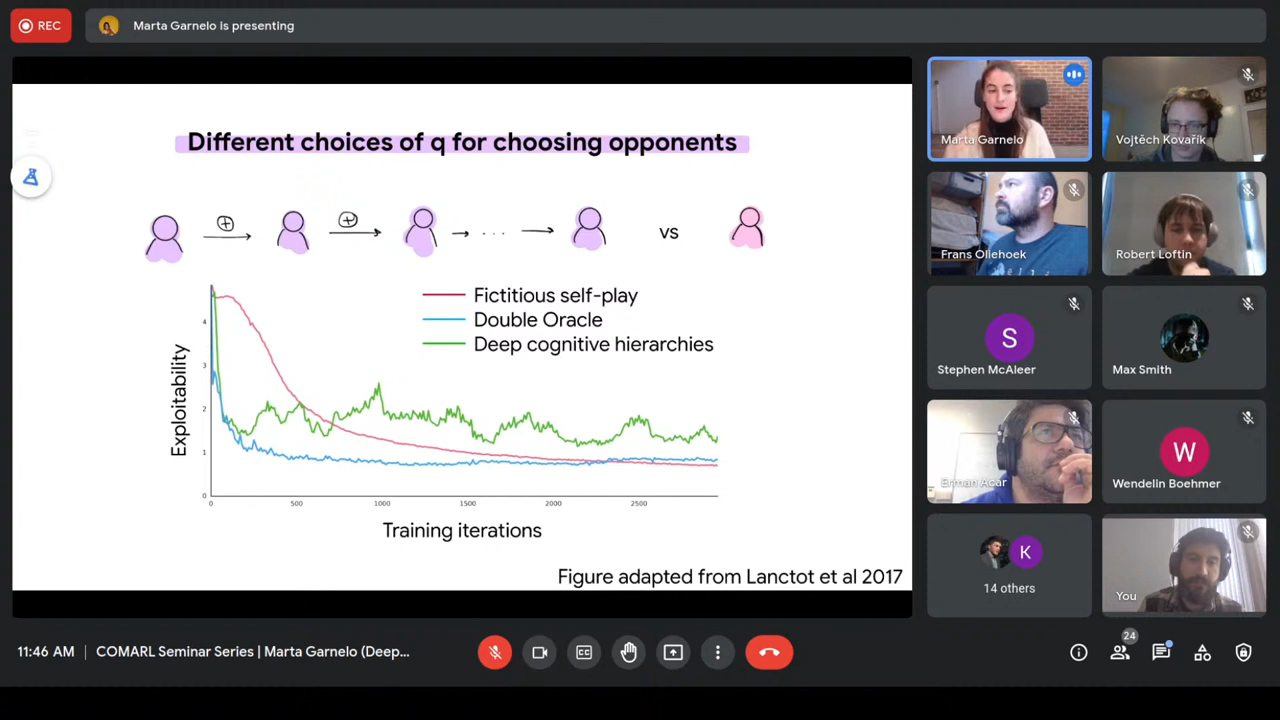 REC
Marta Garnelo is presenting
Different choices of q for choosing opponents
vs
Fictitious self-play
Double Oracle
Deep cognitive hierarchies
Exploitability
4
3
2
1
0
0 500 1000 1500 2000 2500
Training iterations
Figure adapted from Lanctot et al 2017
Marta Garnelo
Vojtěch Kovařík
Frans Oliehoek
Robert Loftin
S
Stephen McAleer
Max Smith
Erman Acar
W
Wendelin Boehmer
K
14 others
You
11:46 AM
COMARL Seminar Series | Marta Garnelo (Deep...
24